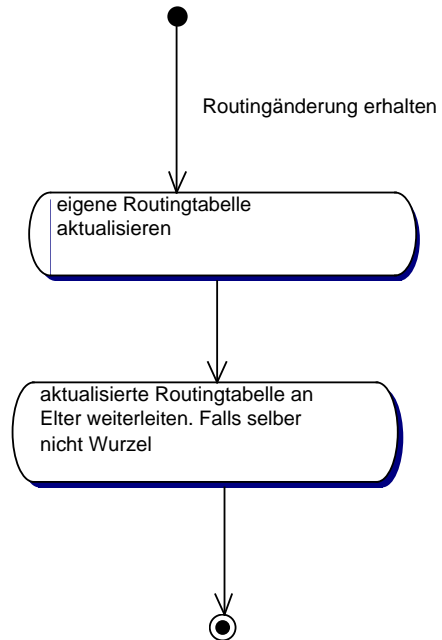 Routingänderung erhalten
eigene Routingtabelle
aktualisieren
aktualisierte Routingtabelle an
Elter weiterleiten. Falls selber
nicht Wurzel